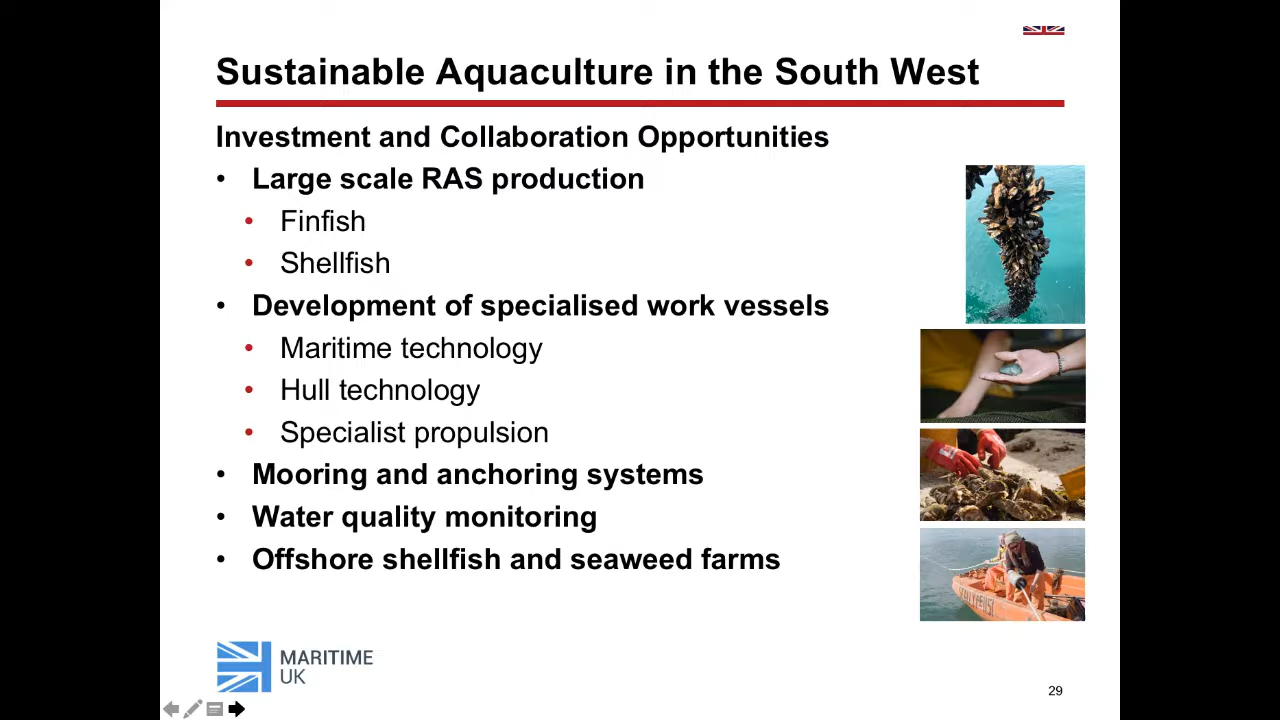 Sustainable Aquaculture in the South West
Investment and Collaboration Opportunities
• Large scale RAS production
• Finfish
• Shellfish
• Development of specialised work vessels
• Maritime technology
• Hull technology
• Specialist propulsion
• Mooring and anchoring systems
• Water quality monitoring
• Offshore shellfish and seaweed farms
MARITIME
UK
29